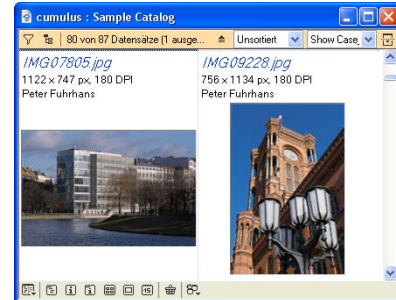 cumulus : Sample Catalog
80 von 87 Datensätze (1 ausge...
Unsortiert
Show Case
IMG07805.jpg
1122 x 747 px, 180 DPI
Peter Fuhrhans
IMG09228.jpg
756 x 1134 px, 180 DPI
Peter Fuhrhans